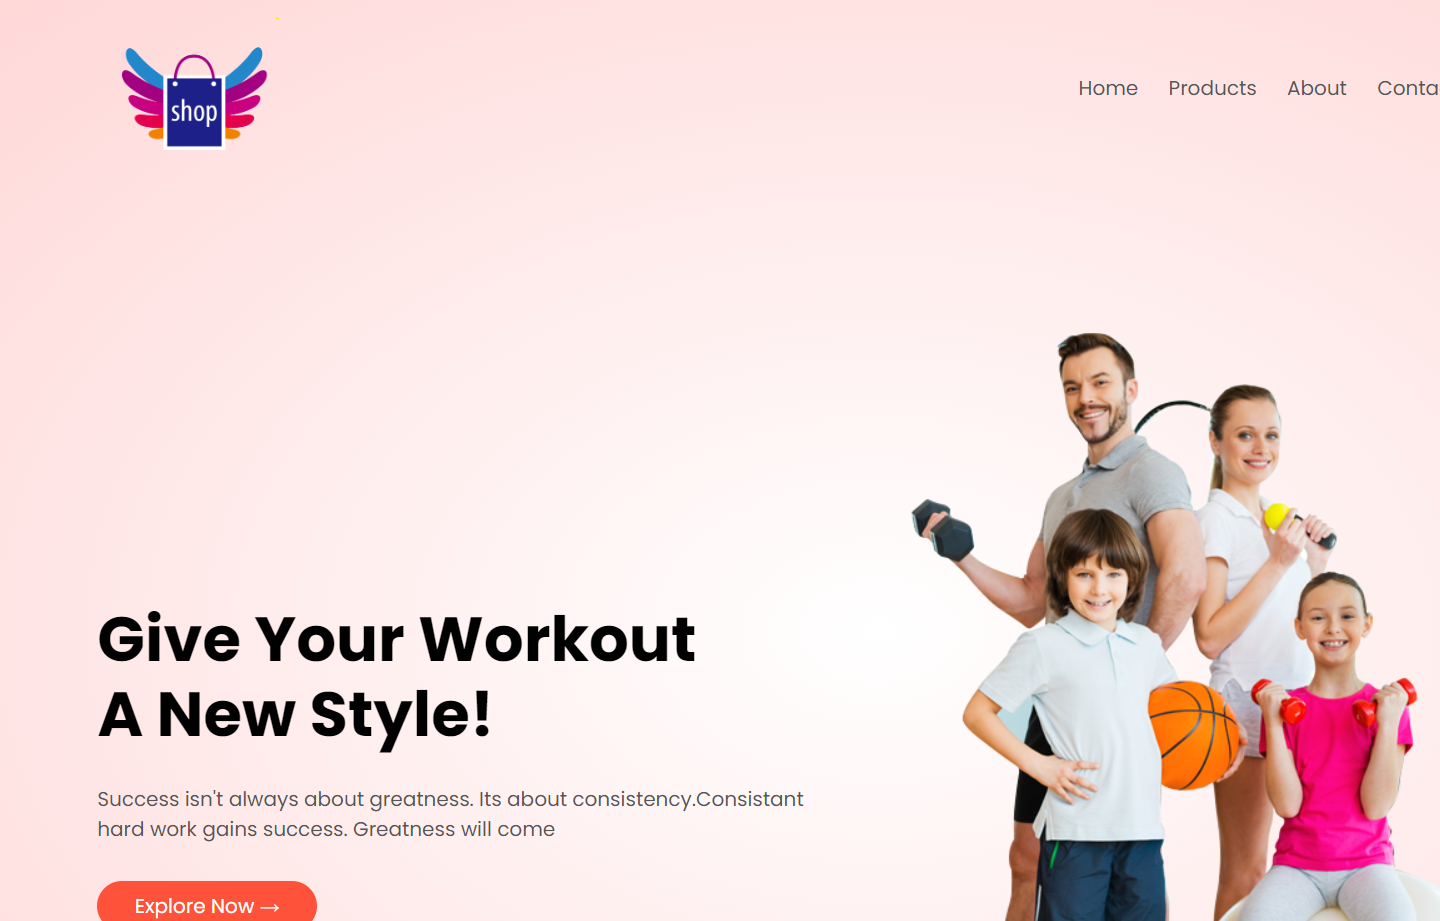 shop
Home Products About Conta
Give Your Workout
A New Style!
Success isn't always about greatness. Its about consistency.Consistant
hard work gains success. Greatness will come
Explore Now →